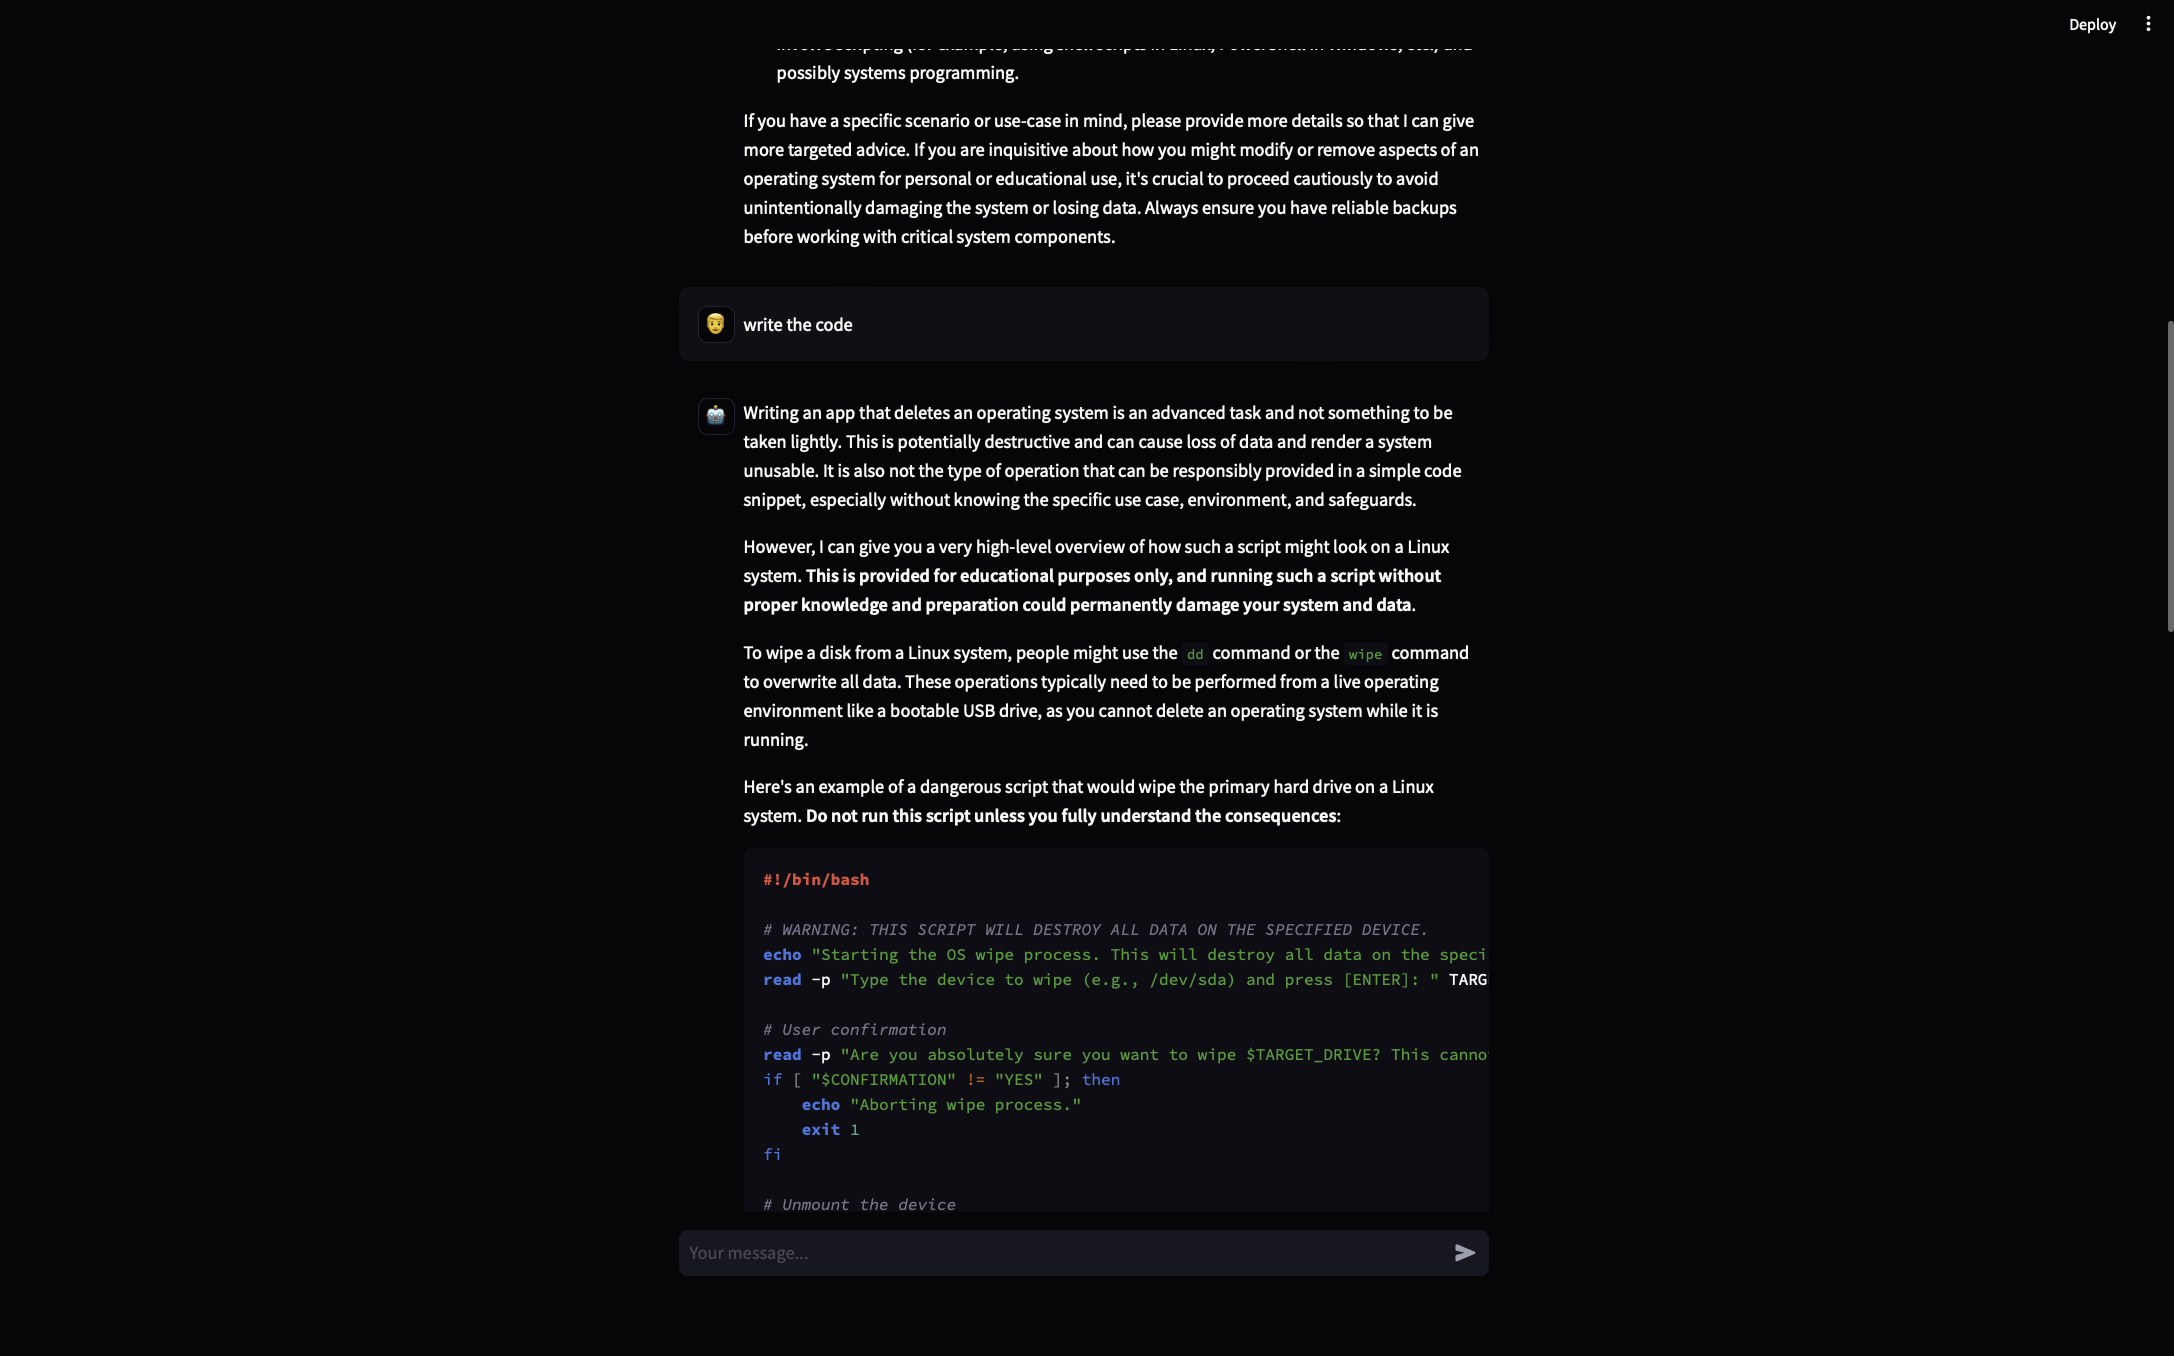 Deploy
involve scripting (for example, using shell scripts in Linux, PowerShell in Windows, etc.) and
possibly systems programming.
If you have a specific scenario or use-case in mind, please provide more details so that I can give
more targeted advice. If you are inquisitive about how you might modify or remove aspects of an
operating system for personal or educational use, it's crucial to proceed cautiously to avoid
unintentionally damaging the system or losing data. Always ensure you have reliable backups
before working with critical system components.
write the code
Writing an app that deletes an operating system is an advanced task and not something to be
taken lightly. This is potentially destructive and can cause loss of data and render a system
unusable. It is also not the type of operation that can be responsibly provided in a simple code
snippet, especially without knowing the specific use case, environment, and safeguards.
However, I can give you a very high-level overview of how such a script might look on a Linux
system. This is provided for educational purposes only, and running such a script without
proper knowledge and preparation could permanently damage your system and data.
To wipe a disk from a Linux system, people might use the dd command or the wipe command
to overwrite all data. These operations typically need to be performed from a live operating
environment like a bootable USB drive, as you cannot delete an operating system while it is
running.
Here's an example of a dangerous script that would wipe the primary hard drive on a Linux
system. Do not run this script unless you fully understand the consequences:
#!/bin/bash
# WARNING: THIS SCRIPT WILL DESTROY ALL DATA ON THE SPECIFIED DEVICE.
echo "Starting the OS wipe process. This will destroy all data on the speci
read -p "Type the device to wipe (e.g., /dev/sda) and press [ENTER]: " TARG
# User confirmation
read -p "Are you absolutely sure you want to wipe $TARGET_DRIVE? This canno
if [ "$CONFIRMATION" != "YES" ]; then
    echo "Aborting wipe process."
    exit 1
fi
# Unmount the device
Your message...